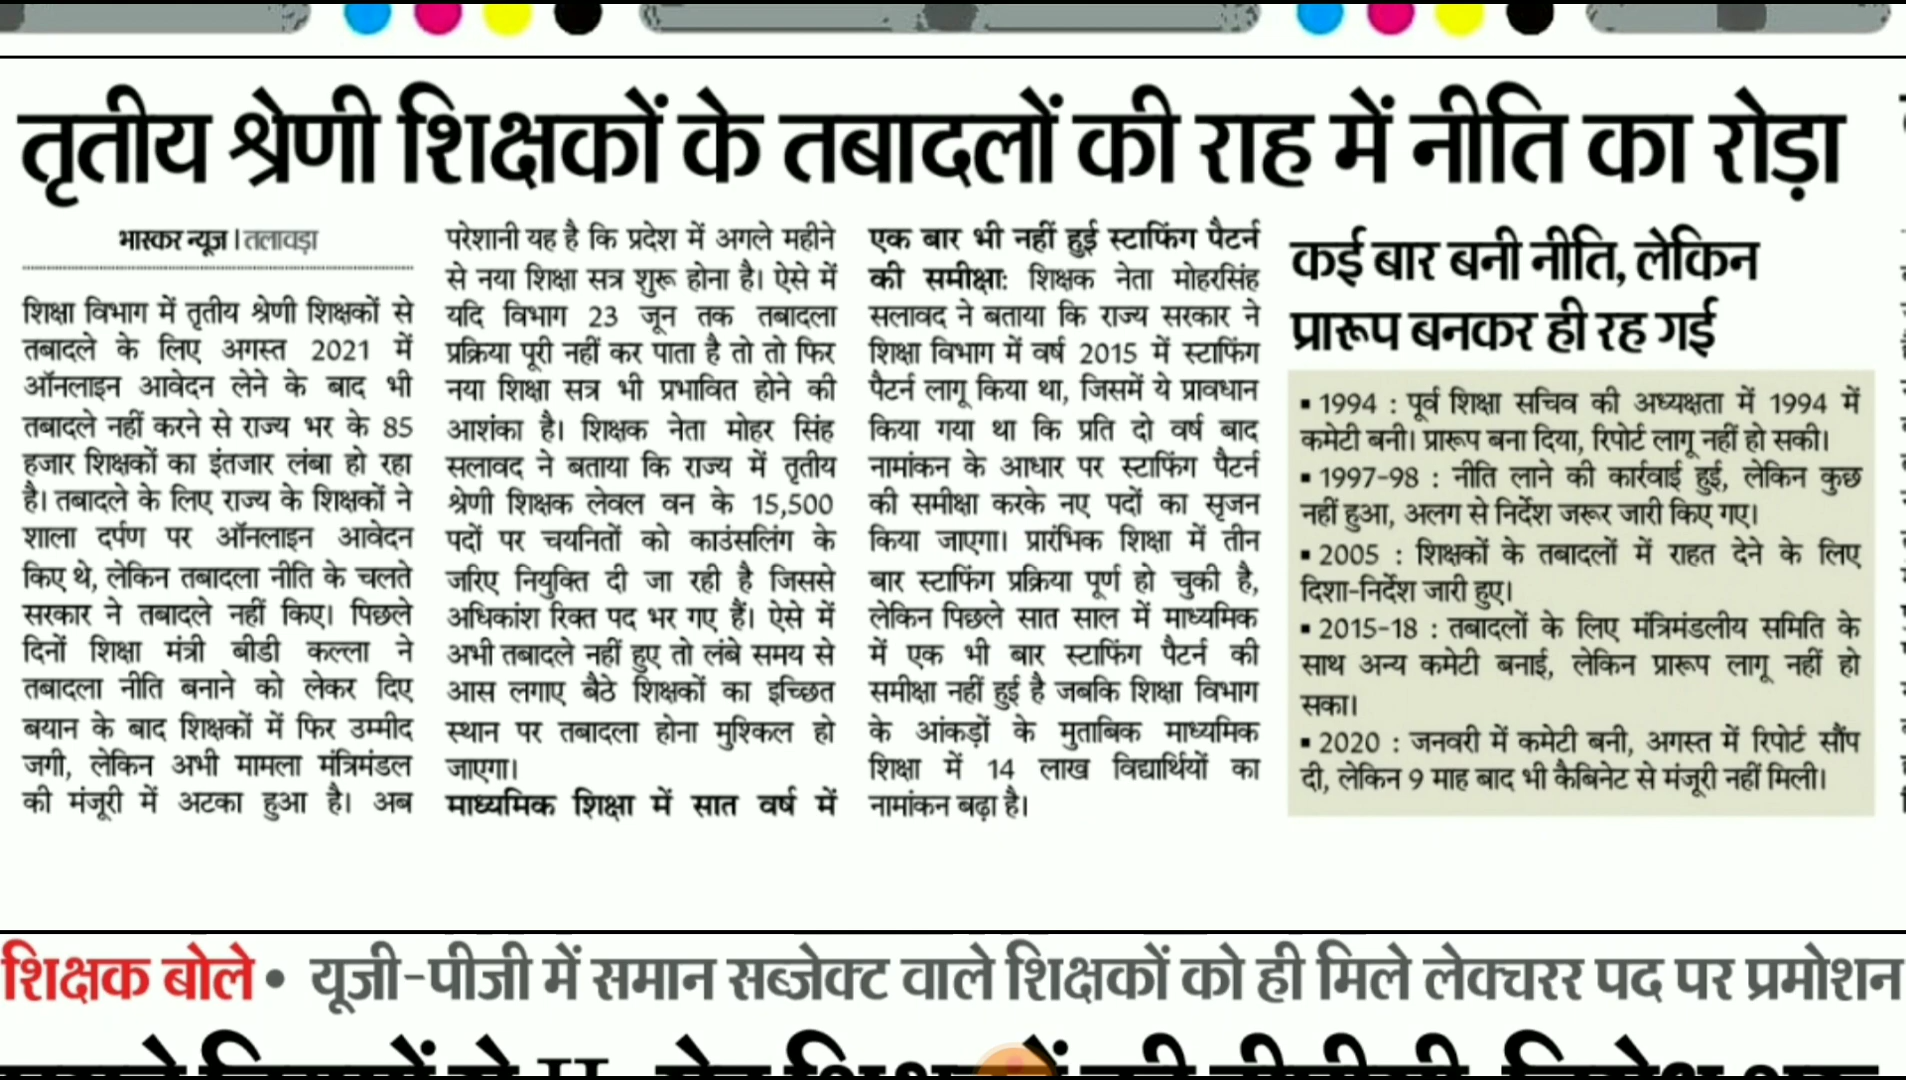 तृतीय श्रेणी शिक्षकों के तबादलों की राह में नीति का रोड़ा
भास्कर न्यूज | तलावड़ा
शिक्षा विभाग में तृतीय श्रेणी शिक्षकों से
तबादले के लिए अगस्त 2021 में
ऑनलाइन आवेदन लेने के बाद भी
तबादले नहीं करने से राज्य भर के 85
हजार शिक्षकों का इंतजार लंबा हो रहा
है। तबादले के लिए राज्य के शिक्षकों ने
शाला दर्पण पर ऑनलाइन आवेदन
किए थे, लेकिन तबादला नीति के चलते
सरकार ने तबादले नहीं किए। पिछले
दिनों शिक्षा मंत्री बीडी कल्ला ने
तबादला नीति बनाने को लेकर दिए
बयान के बाद शिक्षकों में फिर उम्मीद
जगी, लेकिन अभी मामला मंत्रिमंडल
की मंजूरी में अटका हुआ है। अब
परेशानी यह है कि प्रदेश में अगले महीने
से नया शिक्षा सत्र शुरू होना है। ऐसे में
यदि विभाग 23 जून तक तबादला
प्रक्रिया पूरी नहीं कर पाता है तो तो फिर
नया शिक्षा सत्र भी प्रभावित होने की
आशंका है। शिक्षक नेता मोहर सिंह
सलावद ने बताया कि राज्य में तृतीय
श्रेणी शिक्षक लेवल वन के 15,500
पदों पर चयनितों को काउंसलिंग के
जरिए नियुक्ति दी जा रही है जिससे
अधिकांश रिक्त पद भर गए हैं। ऐसे में
अभी तबादले नहीं हुए तो लंबे समय से
आस लगाए बैठे शिक्षकों का इच्छित
स्थान पर तबादला होना मुश्किल हो
जाएगा।
माध्यमिक शिक्षा में सात वर्ष में
एक बार भी नहीं हुई स्टाफिंग पैटर्न
की समीक्षा: शिक्षक नेता मोहरसिंह
सलावद ने बताया कि राज्य सरकार ने
शिक्षा विभाग में वर्ष 2015 में स्टाफिंग
पैटर्न लागू किया था, जिसमें ये प्रावधान
किया गया था कि प्रति दो वर्ष बाद
नामांकन के आधार पर स्टाफिंग पैटर्न
की समीक्षा करके नए पदों का सृजन
किया जाएगा। प्रारंभिक शिक्षा में तीन
बार स्टाफिंग प्रक्रिया पूर्ण हो चुकी है,
लेकिन पिछले सात साल में माध्यमिक
में एक भी बार स्टाफिंग पैटर्न की
समीक्षा नहीं हुई है जबकि शिक्षा विभाग
के आंकड़ों के मुताबिक माध्यमिक
शिक्षा में 14 लाख विद्यार्थियों का
नामांकन बढ़ा है।
कई बार बनी नीति, लेकिन
प्रारूप बनकर ही रह गई
▪ 1994 : पूर्व शिक्षा सचिव की अध्यक्षता में 1994 में
कमेटी बनी। प्रारूप बना दिया, रिपोर्ट लागू नहीं हो सकी।
▪ 1997-98 : नीति लाने की कार्रवाई हुई, लेकिन कुछ
नहीं हुआ, अलग से निर्देश जरूर जारी किए गए।
▪ 2005 : शिक्षकों के तबादलों में राहत देने के लिए
दिशा-निर्देश जारी हुए।
▪ 2015-18 : तबादलों के लिए मंत्रिमंडलीय समिति के
साथ अन्य कमेटी बनाई, लेकिन प्रारूप लागू नहीं हो
सका।
▪ 2020 : जनवरी में कमेटी बनी, अगस्त में रिपोर्ट सौंप
दी, लेकिन 9 माह बाद भी कैबिनेट से मंजूरी नहीं मिली।
शिक्षक बोले • यूजी-पीजी में समान सब्जेक्ट वाले शिक्षकों को ही मिले लेक्चरर पद पर प्रमोशन